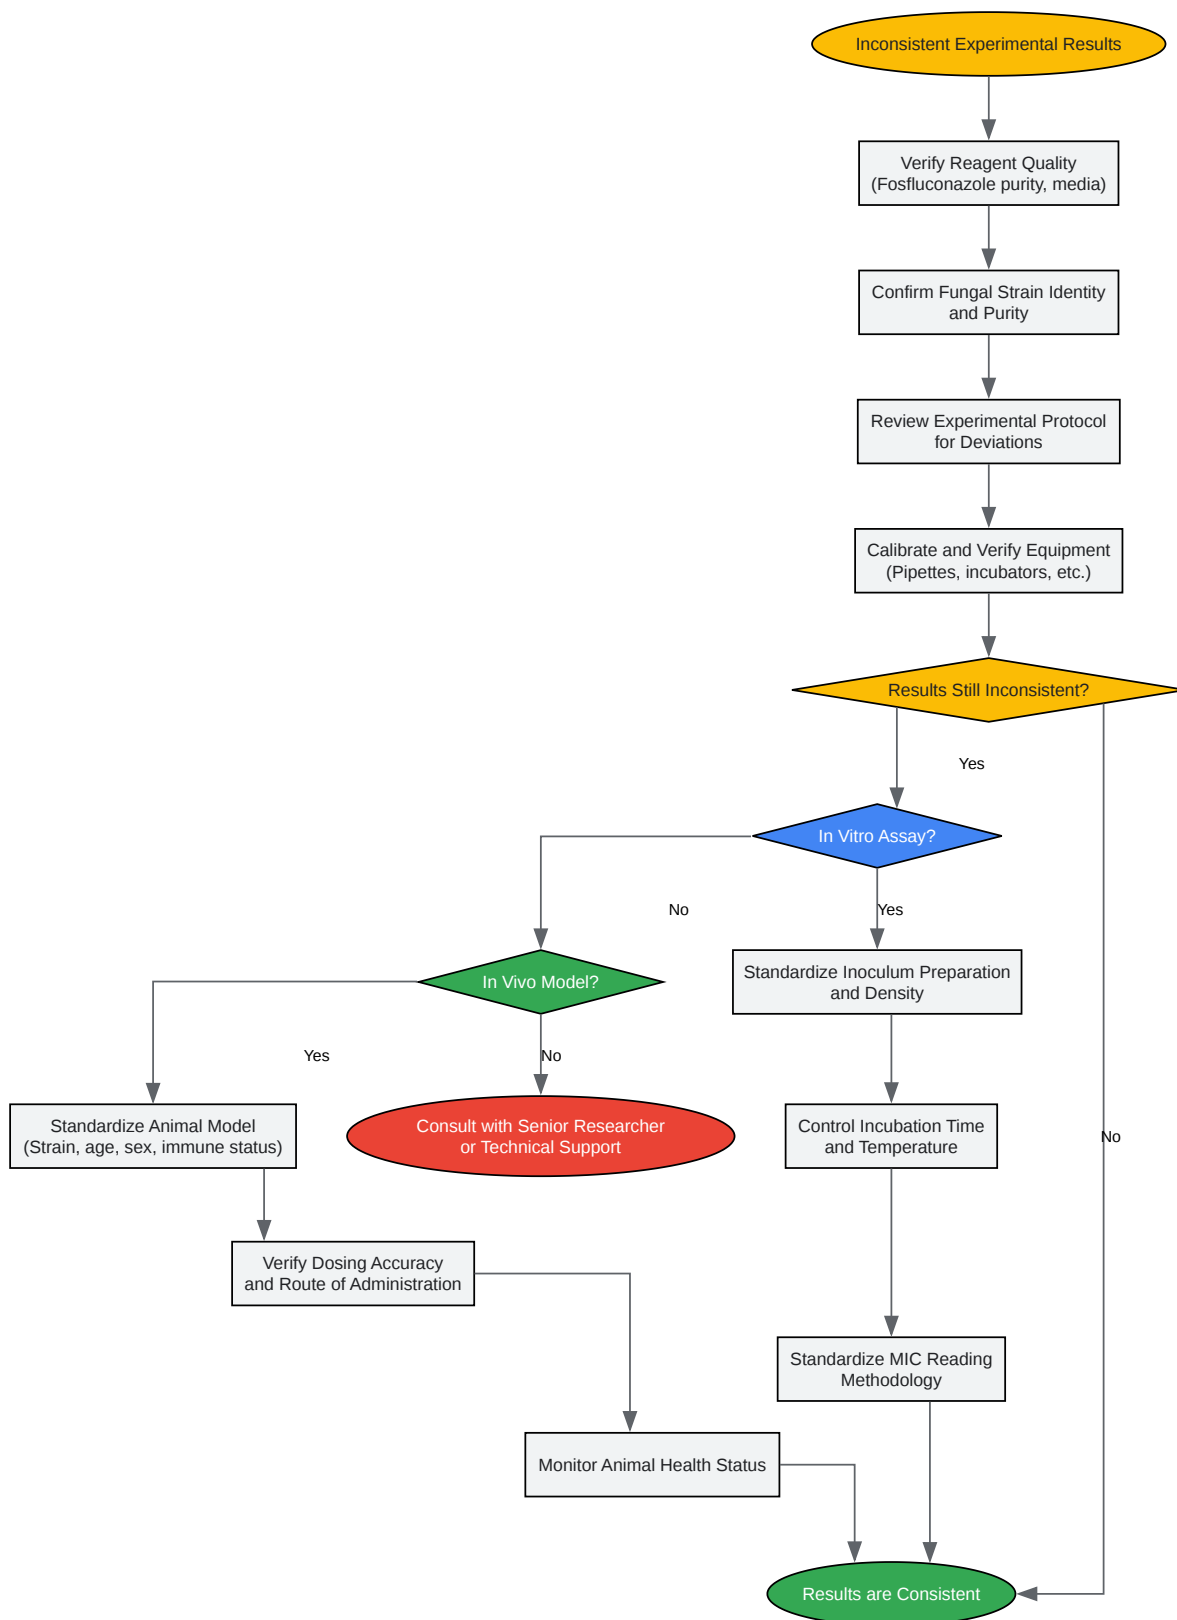 Inconsistent Experimental Results
Verify Reagent Quality
(Fosfluconazole purity, media)
Confirm Fungal Strain Identity
and Purity
Review Experimental Protocol
for Deviations
Calibrate and Verify Equipment
(Pipettes, incubators, etc.)
Results Still Inconsistent?
Yes
In Vitro Assay?
No
Yes
In Vivo Model?
Standardize Inoculum Preparation
and Density
Yes
No
Standardize Animal Model
(Strain, age, sex, immune status)
Consult with Senior Researcher
or Technical Support
Control Incubation Time
and Temperature
No
Verify Dosing Accuracy
and Route of Administration
Standardize MIC Reading
Methodology
Monitor Animal Health Status
Results are Consistent